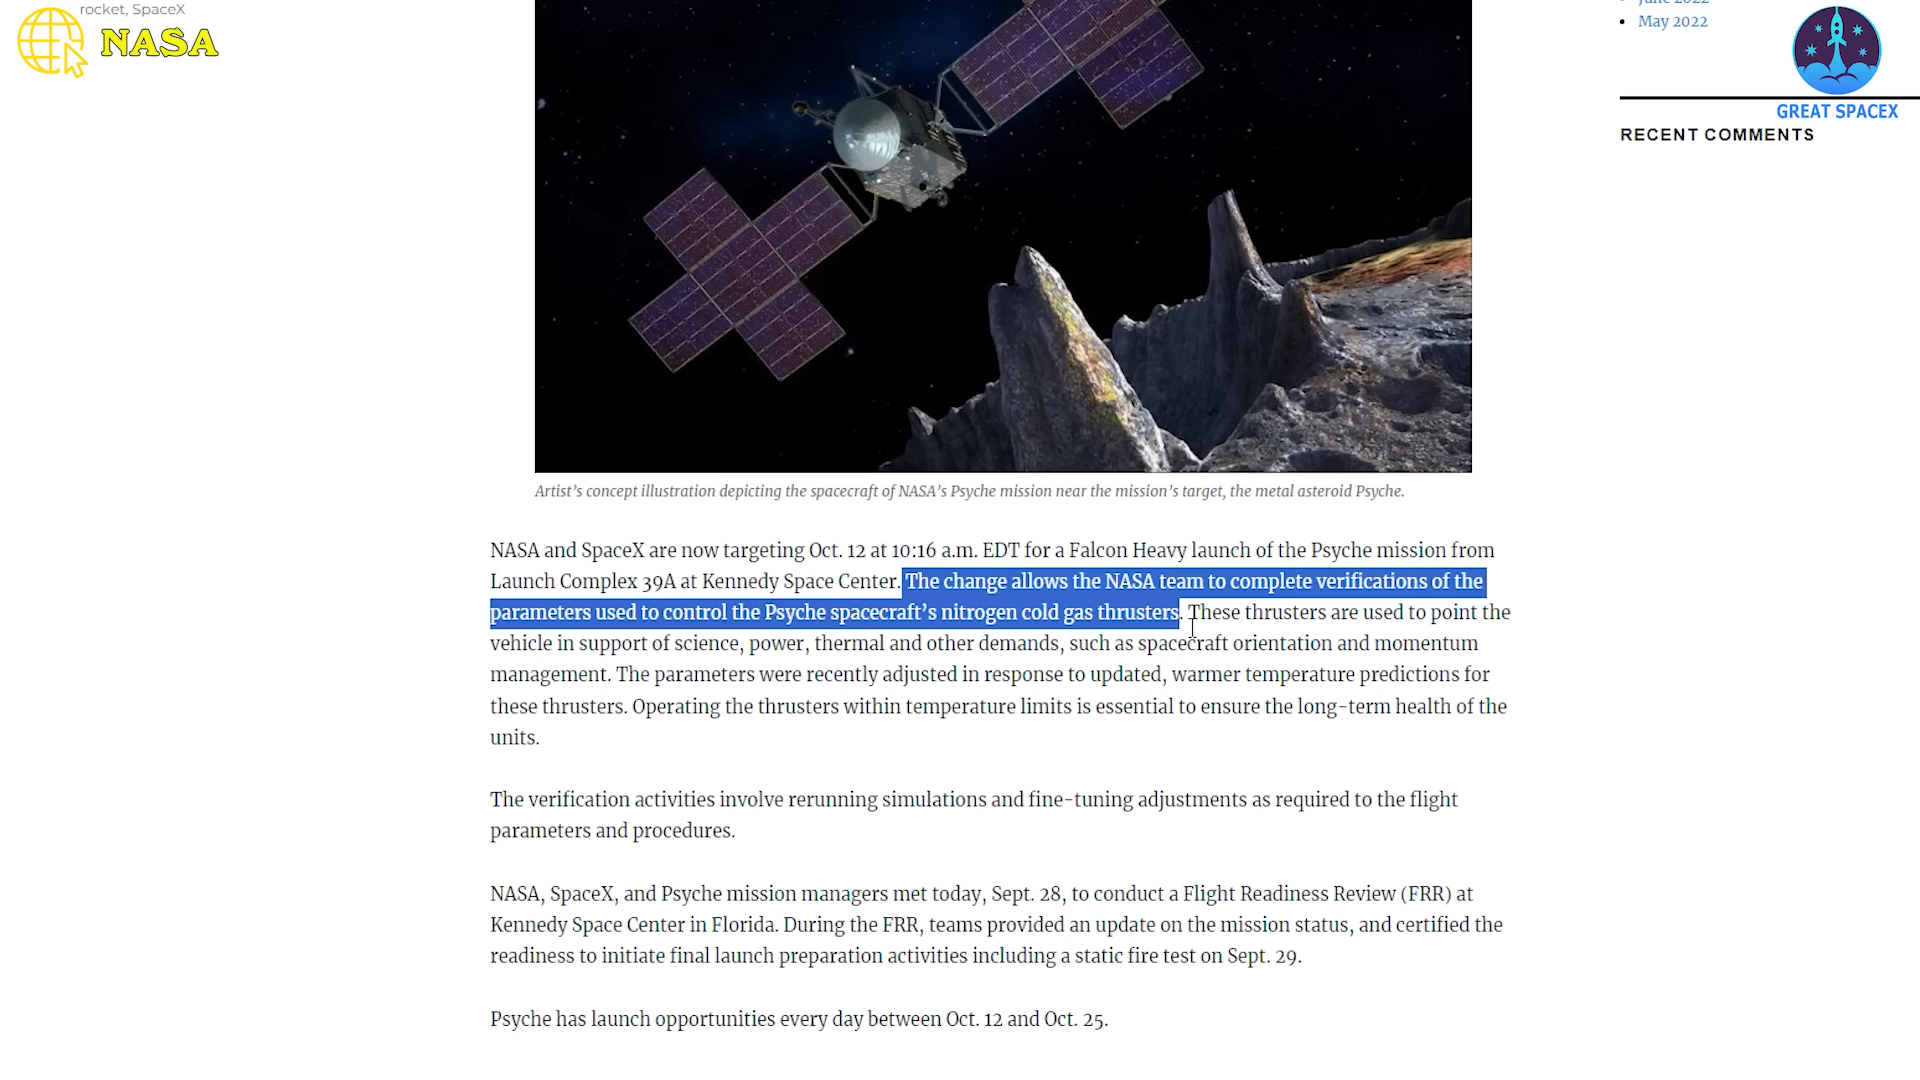 rocket, SpaceX
NASA
June 2022
May 2022
GREAT SPACEX
RECENT COMMENTS
Artist’s concept illustration depicting the spacecraft of NASA’s Psyche mission near the mission’s target, the metal asteroid Psyche.
NASA and SpaceX are now targeting Oct. 12 at 10:16 a.m. EDT for a Falcon Heavy launch of the Psyche mission from
Launch Complex 39A at Kennedy Space Center. The change allows the NASA team to complete verifications of the
parameters used to control the Psyche spacecraft’s nitrogen cold gas thrusters. These thrusters are used to point the
vehicle in support of science, power, thermal and other demands, such as spacecraft orientation and momentum
management. The parameters were recently adjusted in response to updated, warmer temperature predictions for
these thrusters. Operating the thrusters within temperature limits is essential to ensure the long-term health of the
units.
The verification activities involve rerunning simulations and fine-tuning adjustments as required to the flight
parameters and procedures.
NASA, SpaceX, and Psyche mission managers met today, Sept. 28, to conduct a Flight Readiness Review (FRR) at
Kennedy Space Center in Florida. During the FRR, teams provided an update on the mission status, and certified the
readiness to initiate final launch preparation activities including a static fire test on Sept. 29.
Psyche has launch opportunities every day between Oct. 12 and Oct. 25.